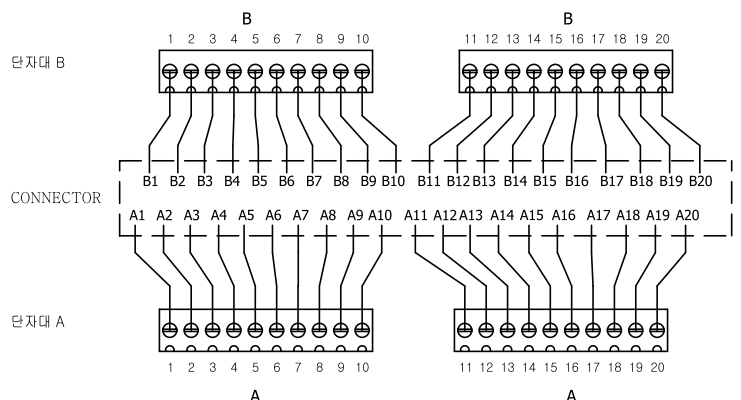 B B
1 2 3 4 5 6 7 8 9 10 11 12 13 14 15 16 17 18 19 20
단자대 B
B1 B2 B3 B4 B5 B6 B7 B8 B9 B10 B11 B12 B13 B14 B15 B16 B17 B18 B19 B20
CONNECTOR
A1 A2 A3 A4 A5 A6 A7 A8 A9 A10 A11 A12 A13 A14 A15 A16 A17 A18 A19 A20
단자대 A
1 2 3 4 5 6 7 8 9 10 11 12 13 14 15 16 17 18 19 20
A A